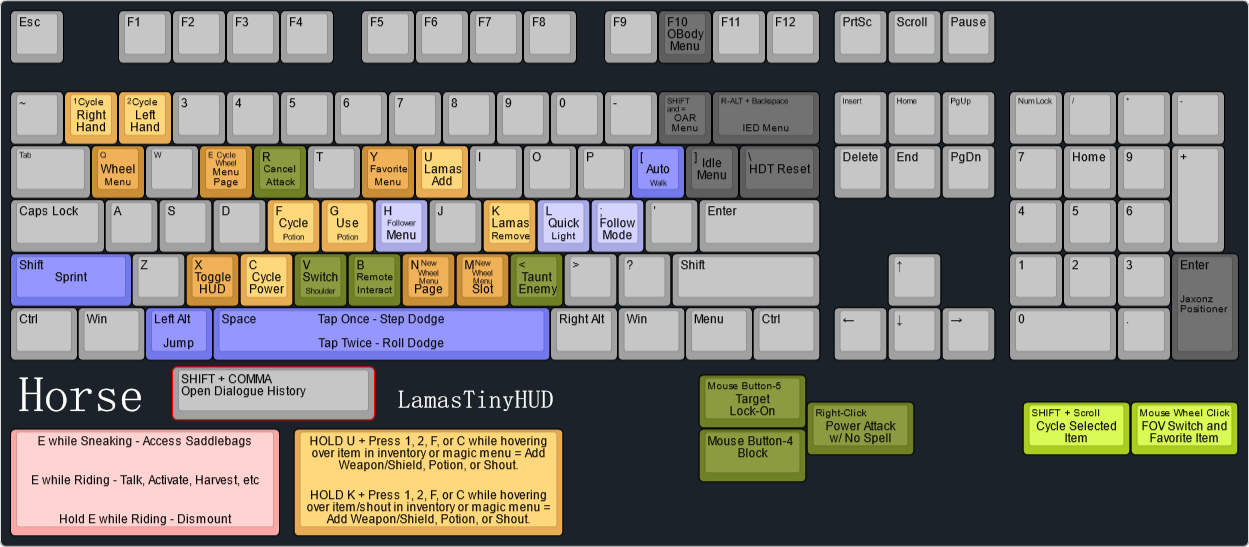 Esc
F1
F2
F3
F4
F5
F6
F7
F8
F9
F10
OBody
Menu
F11
F12
PrtSc
Scroll
Pause
~
1 Cycle
Right
Hand
2 Cycle
Left
Hand
3
4
5
6
7
8
9
0
-
SHIFT
and =
OAR
Menu
R-ALT + Backspace
IED Menu
Insert
Home
PgUp
Num Lock
/
*
-
Tab
Q
Wheel
Menu
W
E Cycle
Wheel
Menu
Page
R
Cancel
Attack
T
Y
Favorite
Menu
U
Lamas
Add
I
O
P
[
Auto
Walk
]
Idle
Menu
\
HDT Reset
Delete
End
PgDn
7
Home
9
+
Caps Lock
A
S
D
F
Cycle
Potion
G
Use
Potion
H
Follower
Menu
J
K
Lamas
Remove
L
Quick
Light
;
Follow
Mode
'
Enter
4
5
6
Shift
Sprint
Z
X
Toggle
HUD
C
Cycle
Power
V
Switch
Shoulder
B
Remote
Interact
N New
Wheel
Menu
Page
M New
Wheel
Menu
Slot
<
Taunt
Enemy
>
?
Shift
↑
1
2
3
Enter
Jaxonz
Positioner
Ctrl
Win
Left Alt
Jump
Space
Tap Once - Step Dodge
Tap Twice - Roll Dodge
Right Alt
Win
Menu
Ctrl
←
↓
→
0
.
Horse
SHIFT + COMMA
Open Dialogue History
LamasTinyHUD
Mouse Button-5
Target
Lock-On
Mouse Button-4
Block
Right-Click
Power Attack
w/ No Spell
SHIFT + Scroll
Cycle Selected
Item
Mouse Wheel Click
FOV Switch and
Favorite Item
E while Sneaking - Access Saddlebags
E while Riding - Talk, Activate, Harvest, etc
Hold E while Riding - Dismount
HOLD U + Press 1, 2, F, or C while hovering
over item in inventory or magic menu = Add
Weapon/Shield, Potion, or Shout.
HOLD K + Press 1, 2, F, or C while hovering
over item/shout in inventory or magic menu =
Add Weapon/Shield, Potion, or Shout.